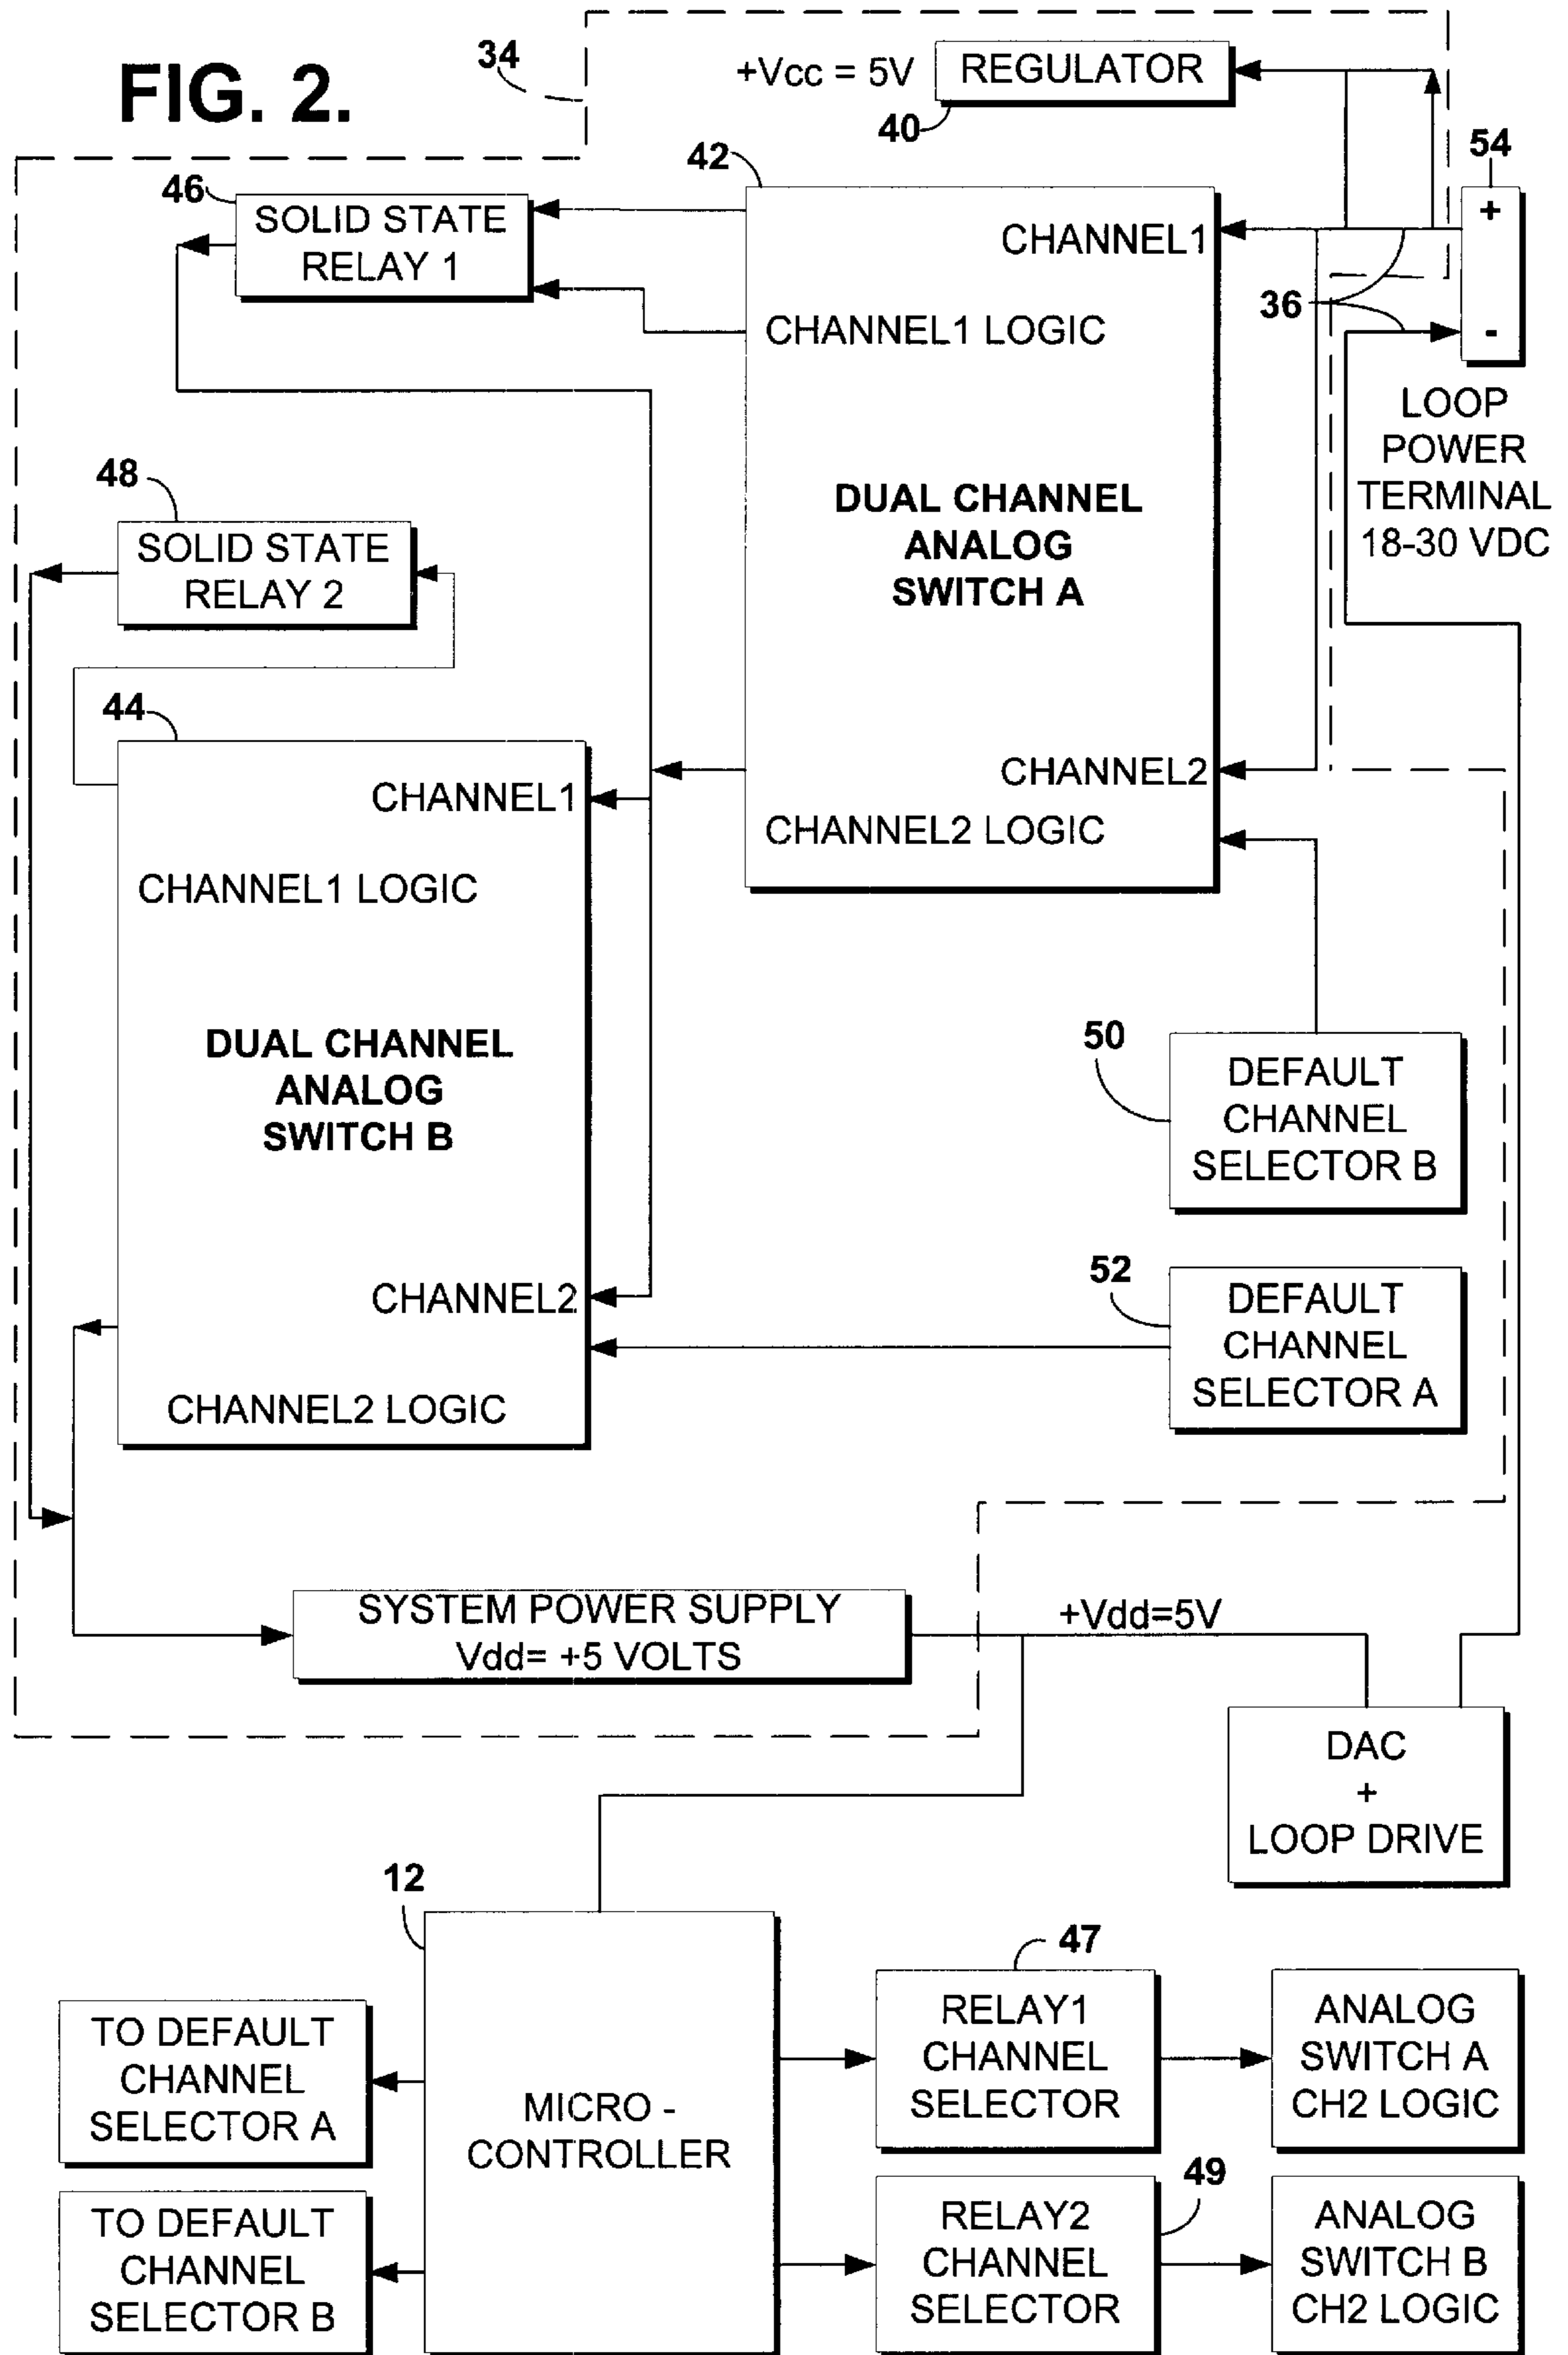 FIG. 2.
34
+Vcc = 5V
REGULATOR
40
54
42
46
SOLID STATE
RELAY 1
CHANNEL1
+
36
-
CHANNEL1 LOGIC
LOOP
POWER
TERMINAL
18-30 VDC
48
DUAL CHANNEL
ANALOG
SWITCH A
SOLID STATE
RELAY 2
44
CHANNEL2
CHANNEL1
CHANNEL2 LOGIC
CHANNEL1 LOGIC
DUAL CHANNEL
ANALOG
SWITCH B
50
DEFAULT
CHANNEL
SELECTOR B
CHANNEL2
52
DEFAULT
CHANNEL
SELECTOR A
CHANNEL2 LOGIC
SYSTEM POWER SUPPLY
Vdd= +5 VOLTS
+Vdd=5V
DAC
+
LOOP DRIVE
12
47
TO DEFAULT
CHANNEL
SELECTOR A
MICRO -
CONTROLLER
RELAY1
CHANNEL
SELECTOR
ANALOG
SWITCH A
CH2 LOGIC
49
TO DEFAULT
CHANNEL
SELECTOR B
RELAY2
CHANNEL
SELECTOR
ANALOG
SWITCH B
CH2 LOGIC